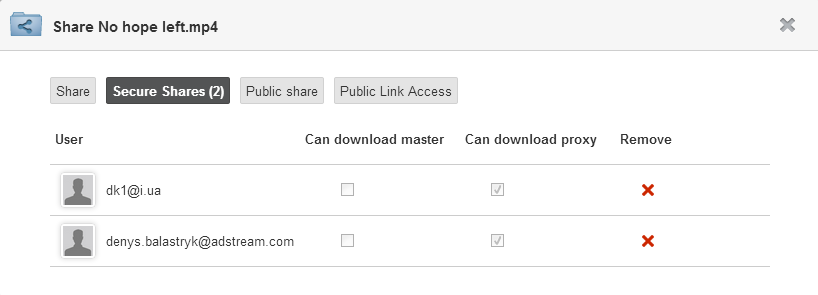 Share No hope left.mp4
Share Secure Shares (2) Public share Public Link Access
User Can download master Can download proxy Remove
dk1@i.ua
denys.balastryk@adstream.com